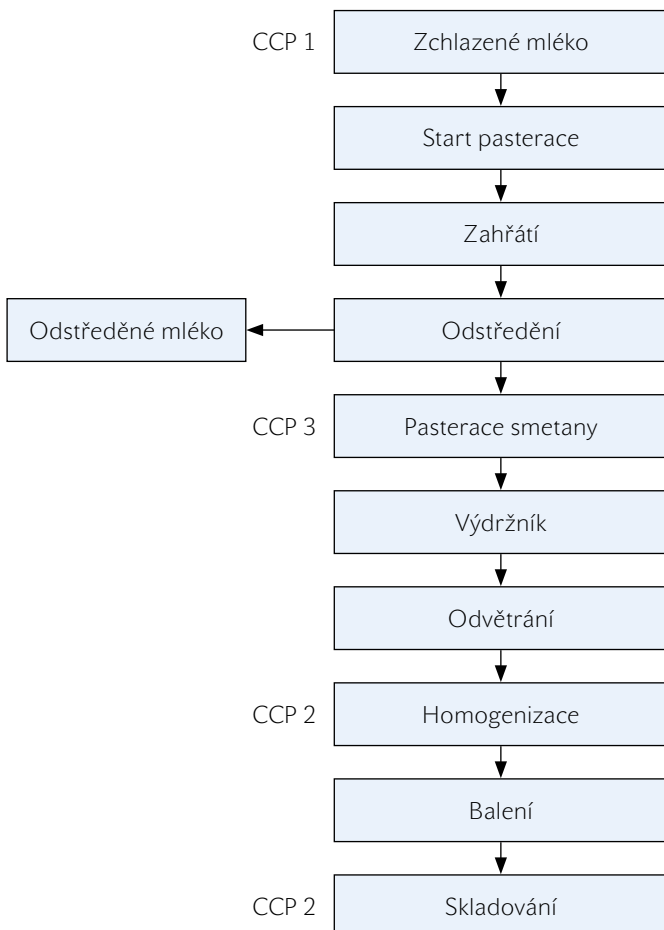 CCP 1
Zchlazené mléko
Start pasterace
Zahřátí
Odstředěné mléko
Odstředění
CCP 3
Pasterace smetany
Výdržník
Odvětrání
CCP 2
Homogenizace
Balení
CCP 2
Skladování